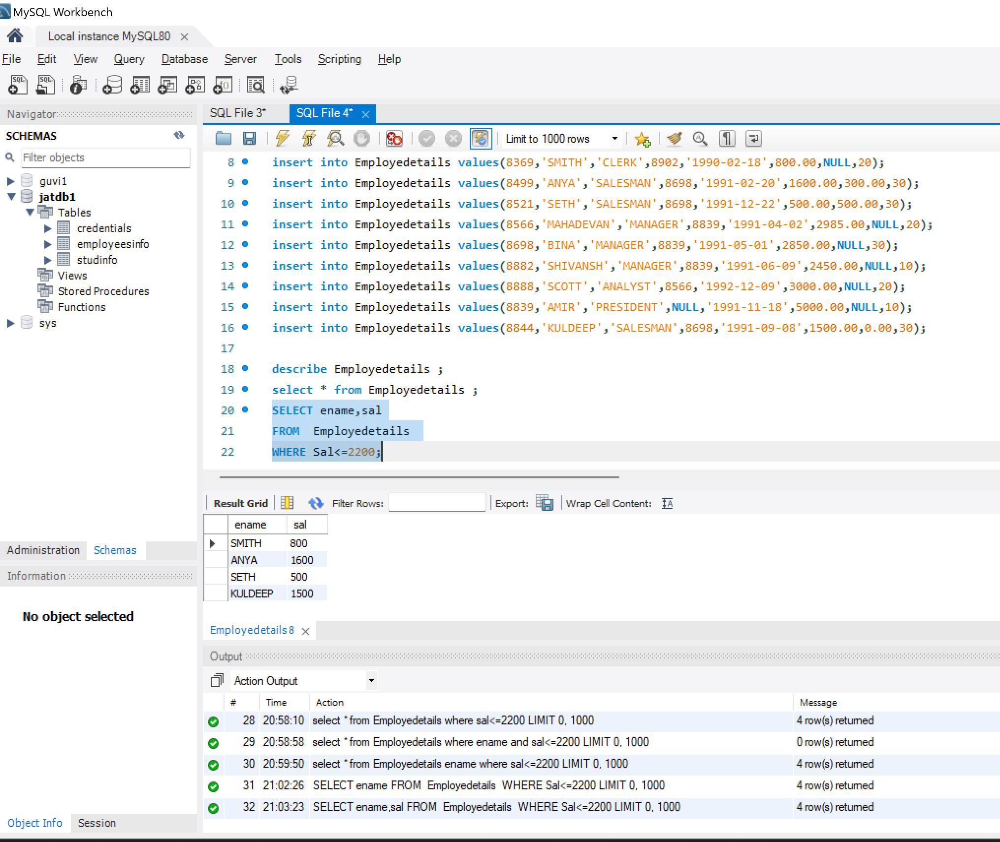 MySQL Workbench
Local instance MySQL80
File Edit View Query Database Server Tools Scripting Help
Navigator
SCHEMAS
Filter objects
guvi1
jatdb1
Tables
credentials
employeesinfo
studinfo
Views
Stored Procedures
Functions
sys
Administration Schemas
Information
No object selected
Object Info Session
SQL File 3* SQL File 4*
Limit to 1000 rows
8 insert into Employedetails values(8369,'SMITH','CLERK',8902,'1990-02-18',800.00,NULL,20);
9 insert into Employedetails values(8499,'ANYA','SALESMAN',8698,'1991-02-20',1600.00,300.00,30);
10 insert into Employedetails values(8521,'SETH','SALESMAN',8698,'1991-12-22',500.00,500.00,30);
11 insert into Employedetails values(8566,'MAHADEVAN','MANAGER',8839,'1991-04-02',2985.00,NULL,20);
12 insert into Employedetails values(8698,'BINA','MANAGER',8839,'1991-05-01',2850.00,NULL,30);
13 insert into Employedetails values(8882,'SHIVANSH','MANAGER',8839,'1991-06-09',2450.00,NULL,10);
14 insert into Employedetails values(8888,'SCOTT','ANALYST',8566,'1992-12-09',3000.00,NULL,20);
15 insert into Employedetails values(8839,'AMIR','PRESIDENT',NULL,'1991-11-18',5000.00,NULL,10);
16 insert into Employedetails values(8844,'KULDEEP','SALESMAN',8698,'1991-09-08',1500.00,0.00,30);
17
18 describe Employedetails ;
19 select * from Employedetails ;
20 SELECT ename,sal
21 FROM Employedetails
22 WHERE Sal<=2200;
Result Grid Filter Rows: Export: Wrap Cell Content:
ename sal
SMITH 800
ANYA 1600
SETH 500
KULDEEP 1500
Employedetails 8
Output
Action Output
# Time Action Message
28 20:58:10 select * from Employedetails where sal<=2200 LIMIT 0, 1000 4 row(s) returned
29 20:58:58 select * from Employedetails where ename and sal<=2200 LIMIT 0, 1000 0 row(s) returned
30 20:59:50 select * from Employedetails ename where sal<=2200 LIMIT 0, 1000 4 row(s) returned
31 21:02:26 SELECT ename FROM Employedetails WHERE Sal<=2200 LIMIT 0, 1000 4 row(s) returned
32 21:03:23 SELECT ename,sal FROM Employedetails WHERE Sal<=2200 LIMIT 0, 1000 4 row(s) returned